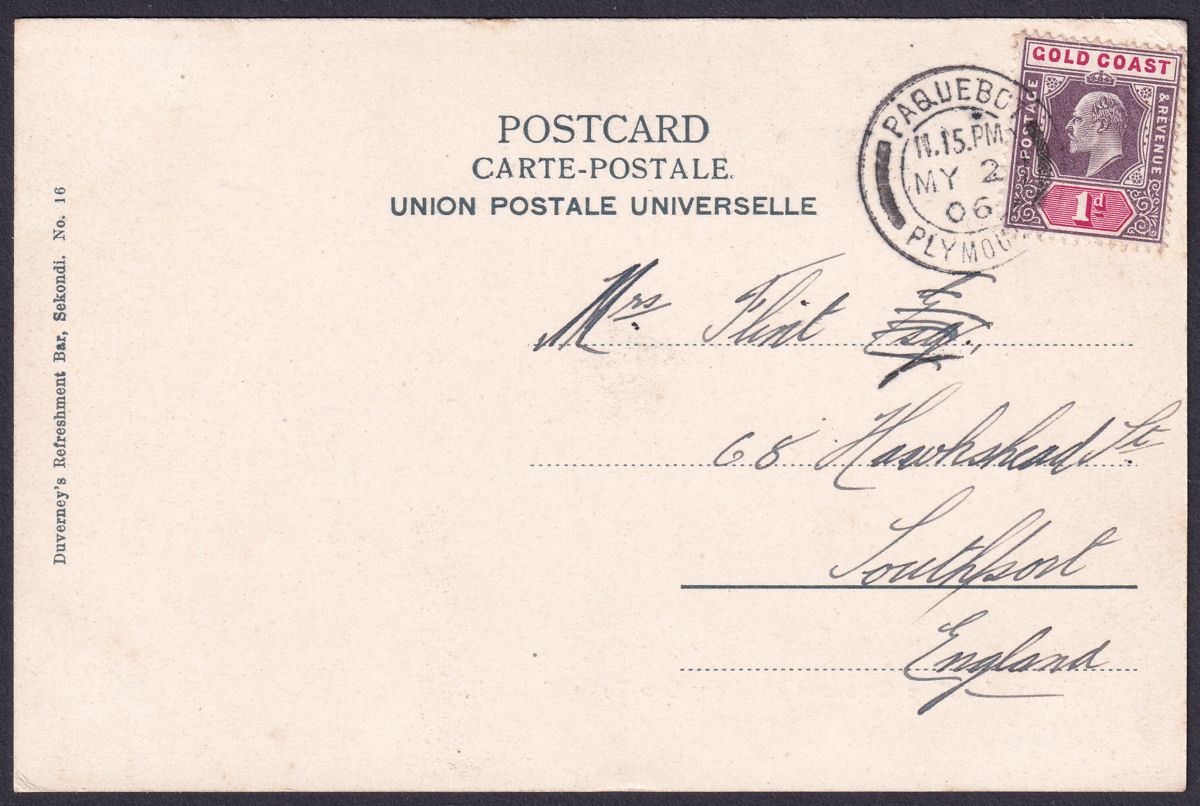 POSTCARD
CARTE-POSTALE.
UNION POSTALE UNIVERSELLE
GOLD COAST
POSTAGE
& REVENUE
1d
PAQUEBO
11.15.PM
MY 2
06
PLYMOU
Mrs Flint Esq.,
68 Hawkshead St
Southport
England
Duverney's Refreshment Bar, Sekondi. No. 16